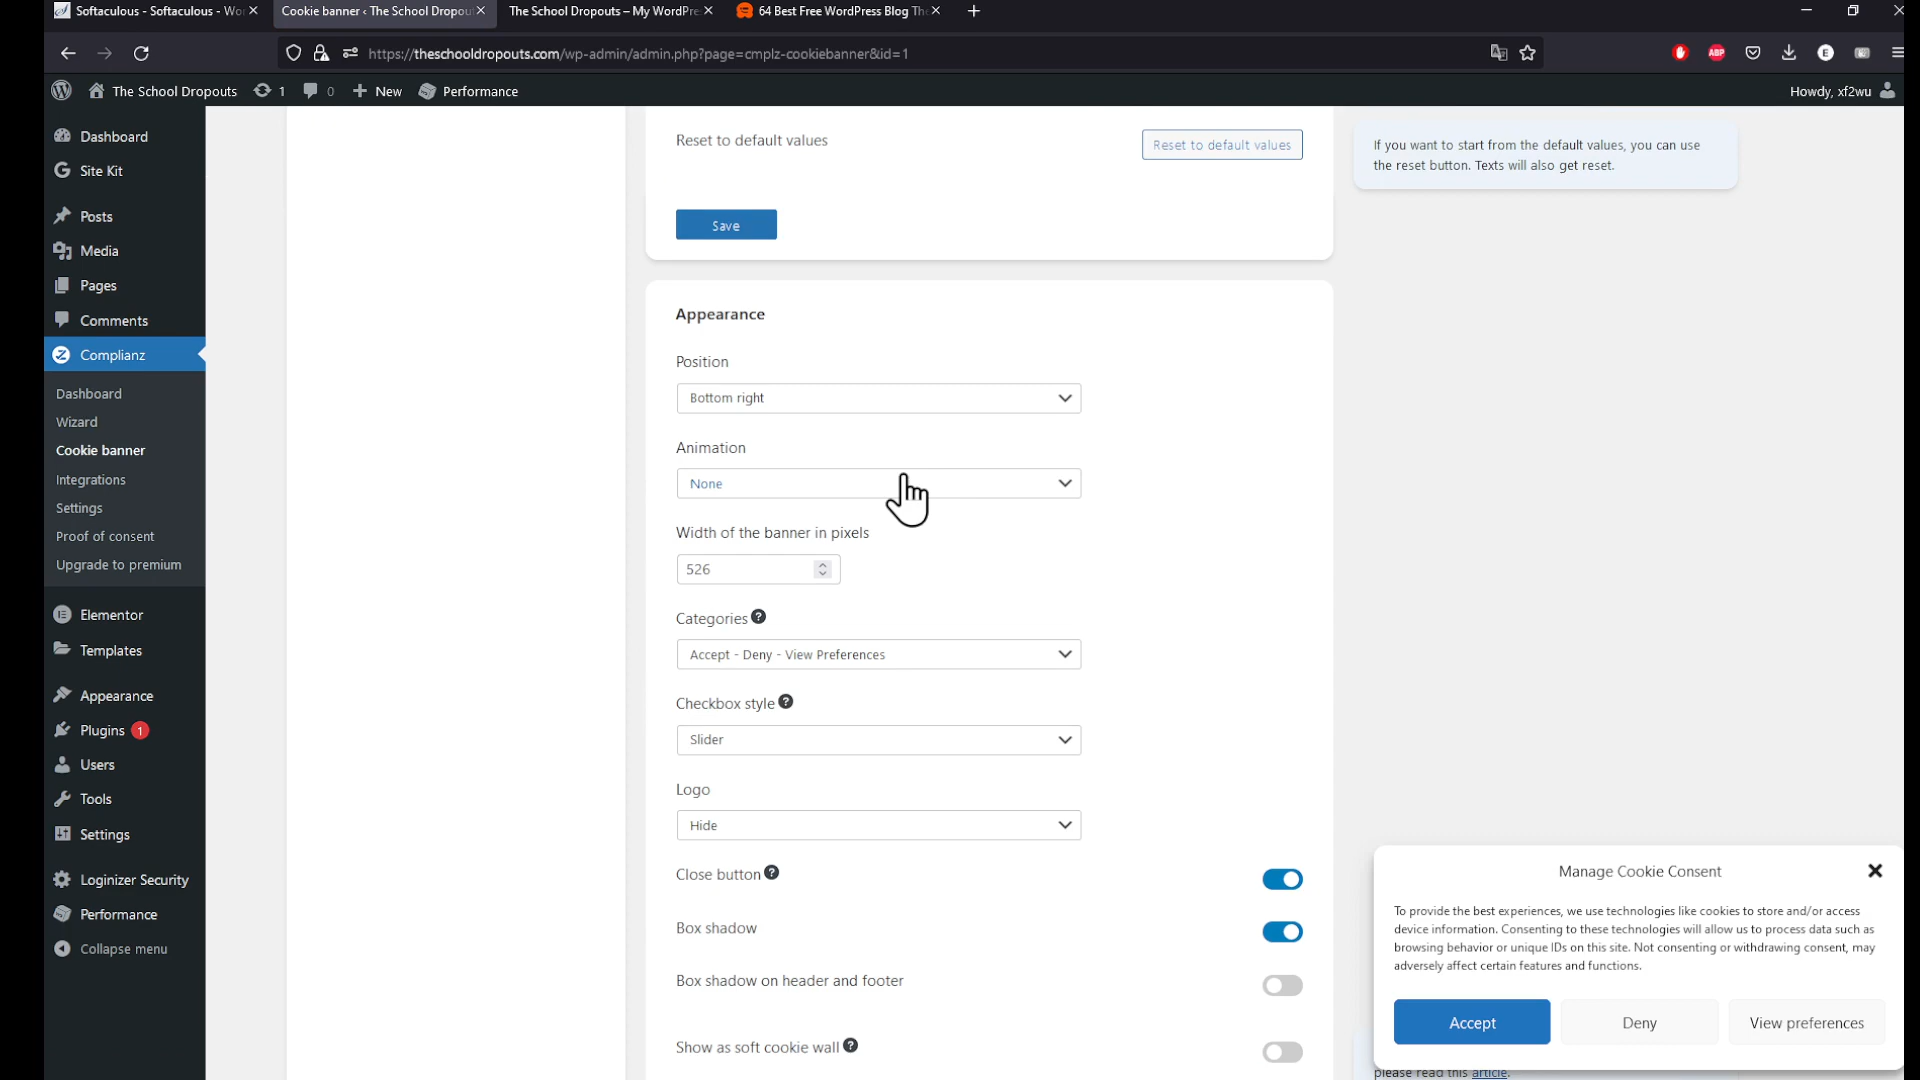 Softaculous - Softaculous - Wo
Cookie banner ‹ The School Dropou
The School Dropouts – My WordPre
64 Best Free WordPress Blog The
https://theschooldropouts.com/wp-admin/admin.php?page=cmplz-cookiebanner&id=1
ABP
E
The School Dropouts
1
0
New
Performance
Howdy, xf2wu
Dashboard
Site Kit
Posts
Media
Pages
Comments
Complianz
Dashboard
Wizard
Cookie banner
Integrations
Settings
Proof of consent
Upgrade to premium
Elementor
Templates
Appearance
Plugins 1
Users
Tools
Settings
Loginizer Security
Performance
Collapse menu
Reset to default values
Reset to default values
Save
If you want to start from the default values, you can use
the reset button. Texts will also get reset.
Appearance
Position
Bottom right
Animation
None
Width of the banner in pixels
526
Categories ?
Accept - Deny - View Preferences
Checkbox style ?
Slider
Logo
Hide
Close button ?
Box shadow
Box shadow on header and footer
Show as soft cookie wall ?
Manage Cookie Consent
To provide the best experiences, we use technologies like cookies to store and/or access
device information. Consenting to these technologies will allow us to process data such as
browsing behavior or unique IDs on this site. Not consenting or withdrawing consent, may
adversely affect certain features and functions.
Accept
Deny
View preferences
please read this article.